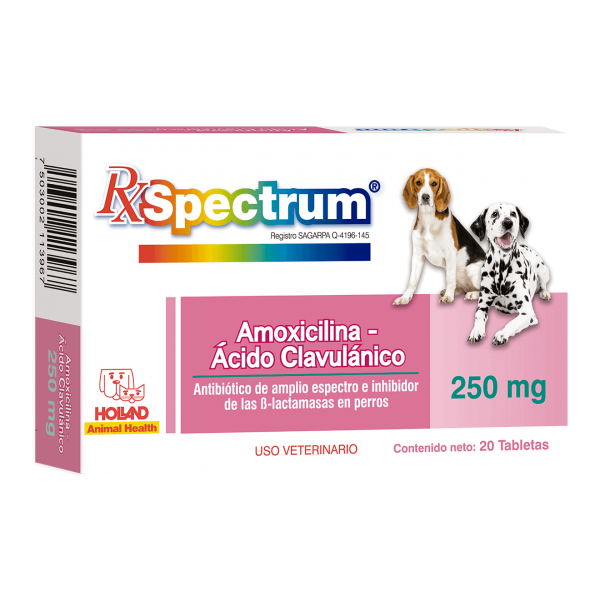 RxSpectrum®
Registro SAGARPA Q-4196-145
Amoxicilina -
Ácido Clavulánico
Antibiótico de amplio espectro e inhibidor
de las ß-lactamasas en perros
250 mg
HOLLAND
Animal Health
USO VETERINARIO
Contenido neto: 20 Tabletas
7503002113967
Amoxicilina
Ácido Clavulánico
250 mg